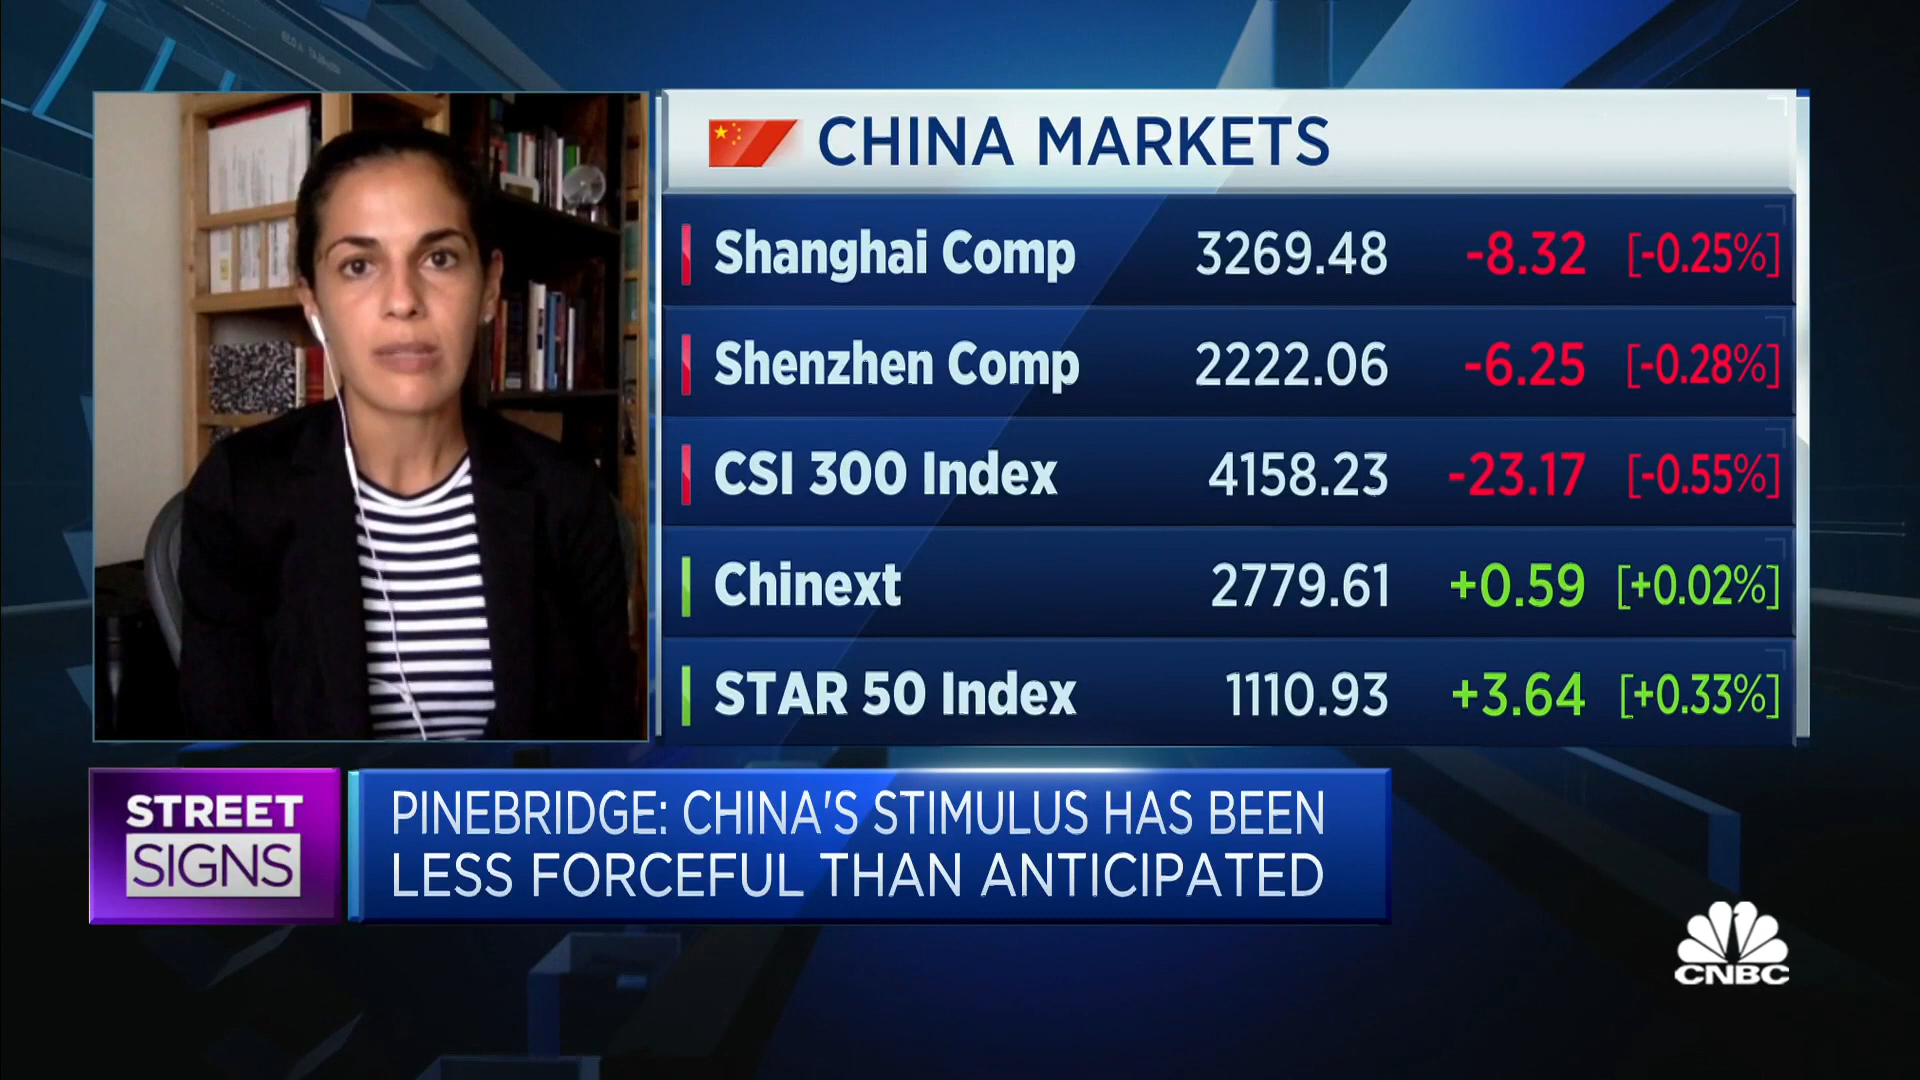 CHINA MARKETS
Shanghai Comp 3269.48 -8.32 [-0.25%]
Shenzhen Comp 2222.06 -6.25 [-0.28%]
CSI 300 Index 4158.23 -23.17 [-0.55%]
Chinext 2779.61 +0.59 [+0.02%]
STAR 50 Index 1110.93 +3.64 [+0.33%]
STREET
SIGNS
PINEBRIDGE: CHINA'S STIMULUS HAS BEEN
LESS FORCEFUL THAN ANTICIPATED
CNBC